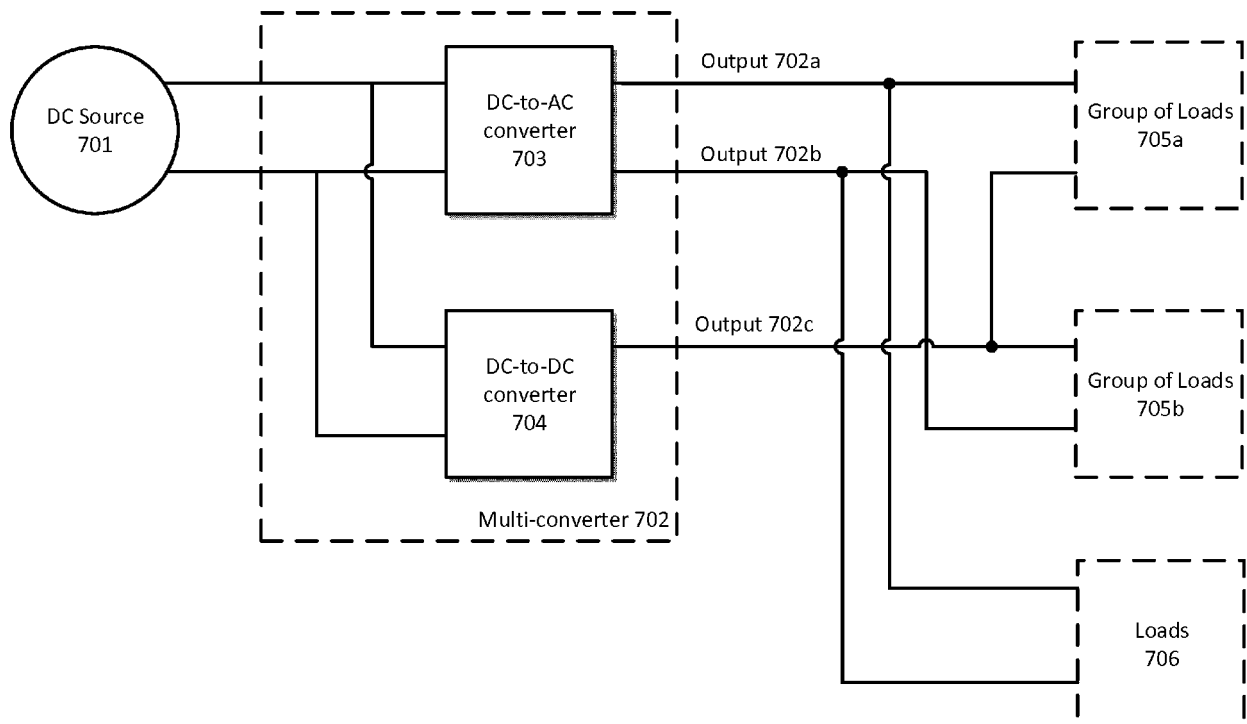 DC Source
701
DC-to-AC
converter
703
Output 702a
Output 702b
Group of Loads
705a
DC-to-DC
converter
704
Output 702c
Group of Loads
705b
Multi-converter 702
Loads
706